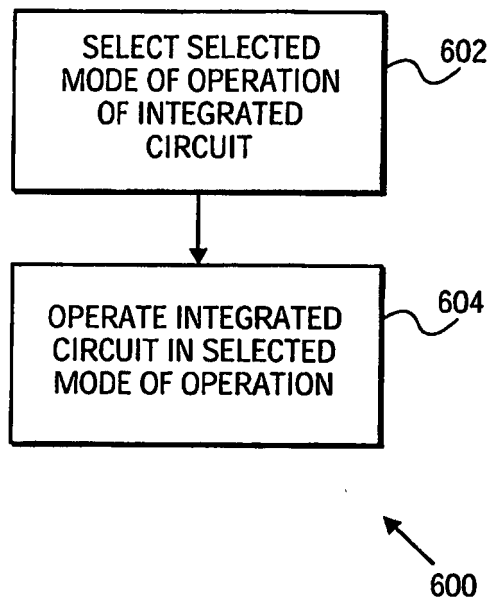 SELECT SELECTED
MODE OF OPERATION
OF INTEGRATED
CIRCUIT
602
OPERATE INTEGRATED
CIRCUIT IN SELECTED
MODE OF OPERATION
604
600